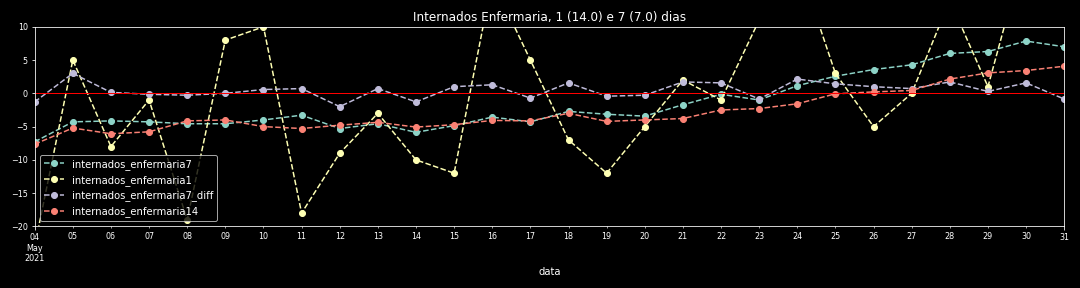 Internados Enfermaria, 1 (14.0) e 7 (7.0) dias
10
5
0
−5
−10
−15
−20
internados_enfermaria7
internados_enfermaria1
internados_enfermaria7_diff
internados_enfermaria14
04 05 06 07 08 09 10 11 12 13 14 15 16 17 18 19 20 21 22 23 24 25 26 27 28 29 30 31
May
2021
data